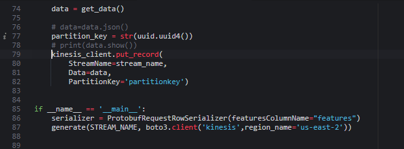 74 data = get_data()
75
76 # data=data.json()
77 partition_key = str(uuid.uuid4())
78 # print(data.show())
79 kinesis_client.put_record(
80 StreamName=stream_name,
81 Data=data,
82 PartitionKey='partitionkey')
83
84
85 if __name__ == '__main__':
86 serializer = ProtobufRequestRowSerializer(featuresColumnName="features")
87 generate(STREAM_NAME, boto3.client('kinesis',region_name='us-east-2'))
88
89